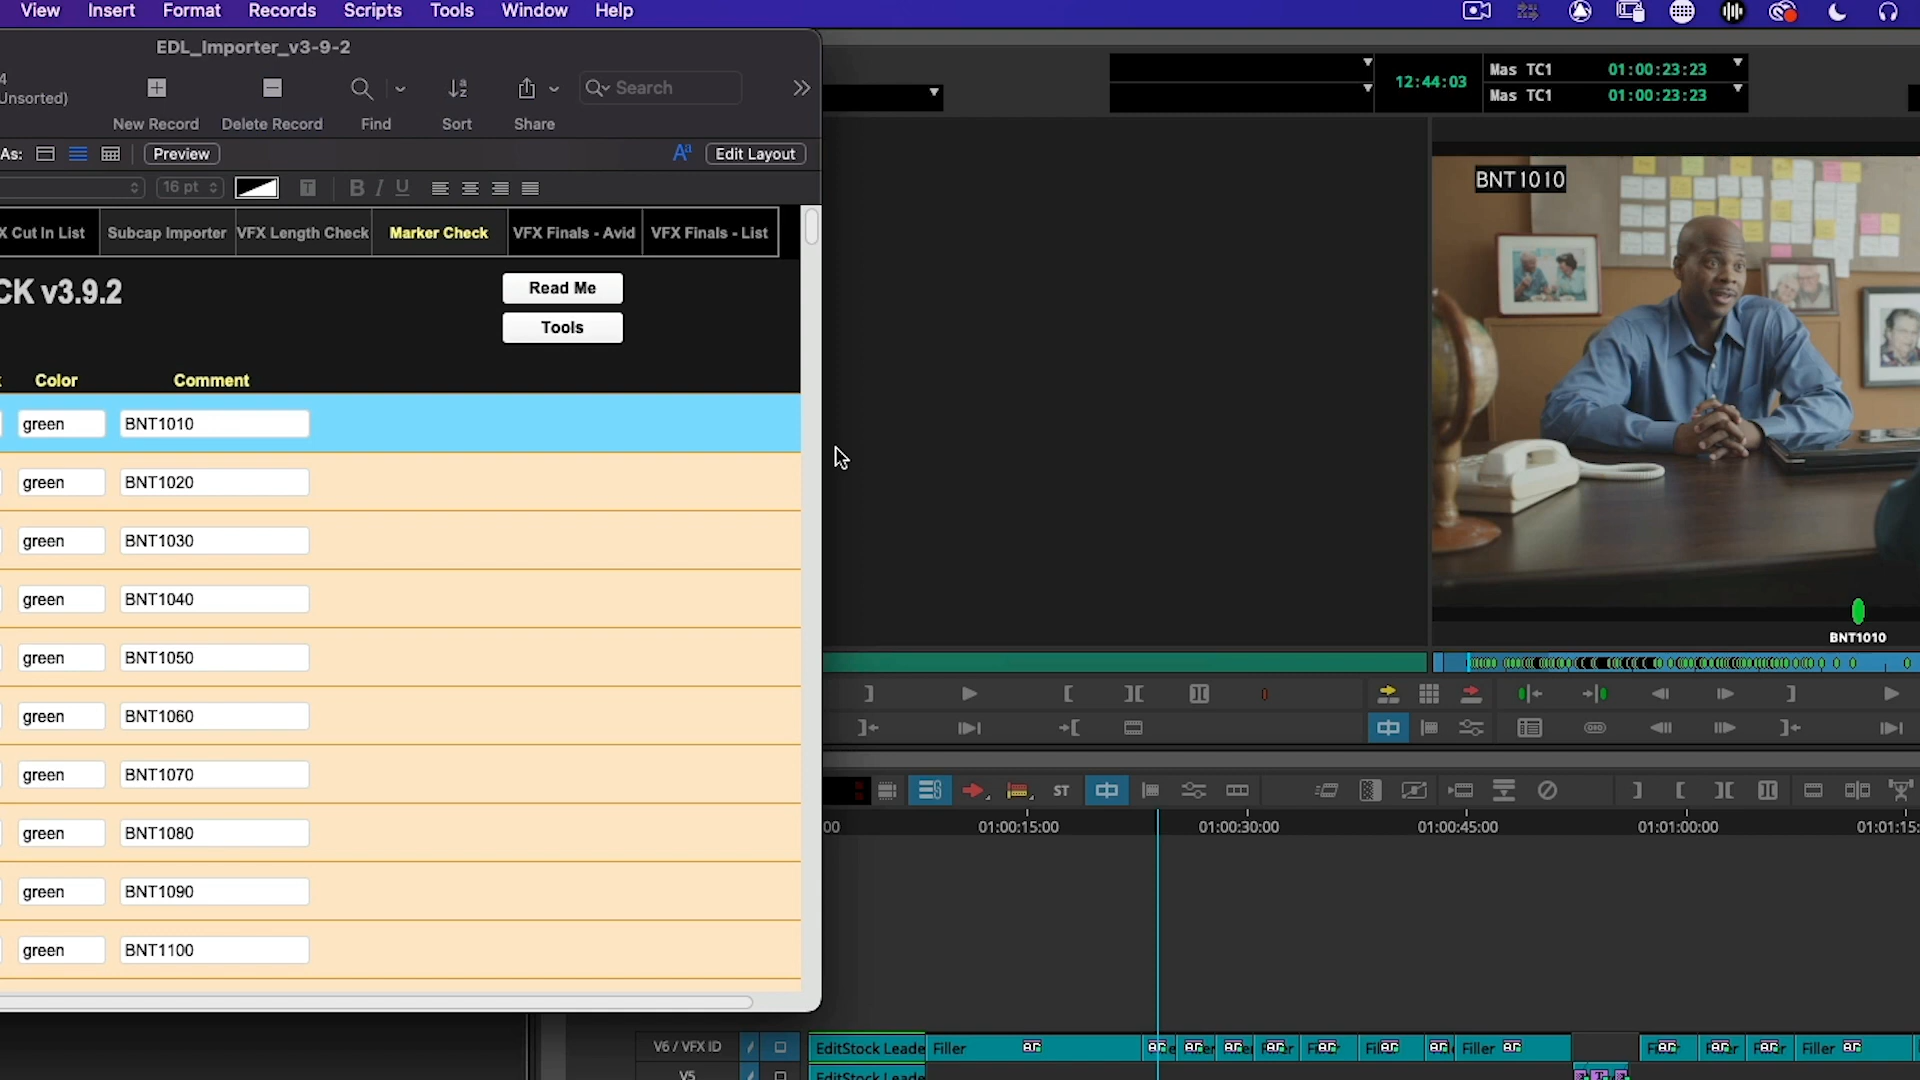 View Insert Format Records Scripts Tools Window Help
EDL_Importer_v3-9-2
4
Unsorted)
New Record Delete Record Find Sort Share
Search
As: Preview Edit Layout
16 pt B I U
X Cut In List Subcap Importer VFX Length Check Marker Check VFX Finals - Avid VFX Finals - List
CK v3.9.2
Read Me
Tools
Color Comment
green BNT1010
green BNT1020
green BNT1030
green BNT1040
green BNT1050
green BNT1060
green BNT1070
green BNT1080
green BNT1090
green BNT1100
12:44:03
Mas TC1 01:00:23:23
Mas TC1 01:00:23:23
BNT1010
BNT1010
ST
00 01:00:15:00 01:00:30:00 01:00:45:00 01:01:00:00 01:01:15:
V6 / VFX ID EditStock Leade Filler Filler Filler
V5 EditStock Leade